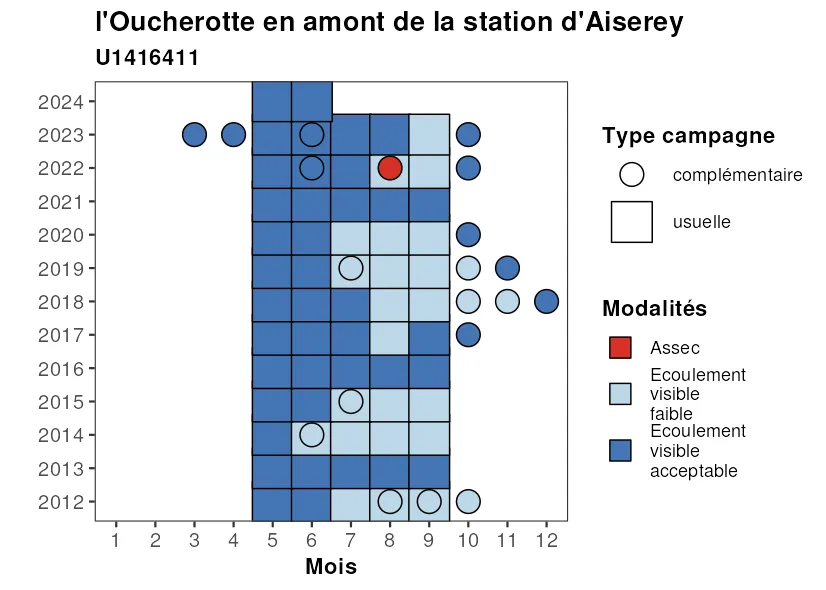 l'Oucherotte en amont de la station d'Aiserey
U1416411
2024
2023
2022
2021
2020
2019
2018
2017
2016
2015
2014
2013
2012
1 2 3 4 5 6 7 8 9 10 11 12
Mois
Type campagne
complémentaire
usuelle
Modalités
Assec
Ecoulement
visible
faible
Ecoulement
visible
acceptable